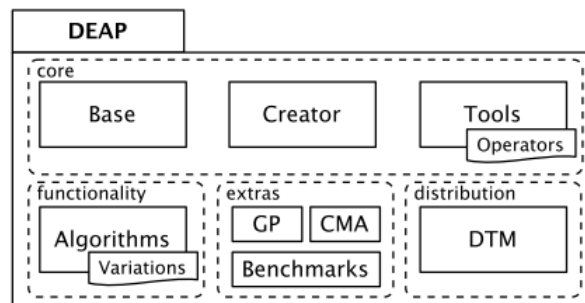 DEAP
core
Base
Creator
Tools
Operators
functionality
extras
distribution
Algorithms
Variations
GP
CMA
Benchmarks
DTM